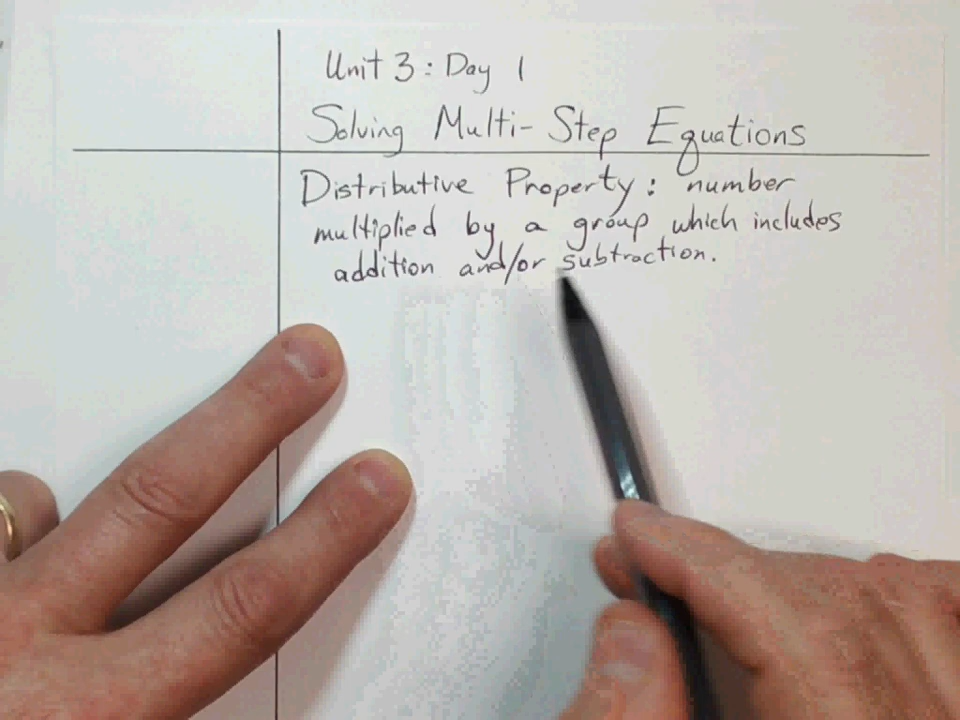 Unit 3: Day 1
Solving Multi-Step Equations
Distributive Property: number
multiplied by a group which includes
addition and/or subtraction.